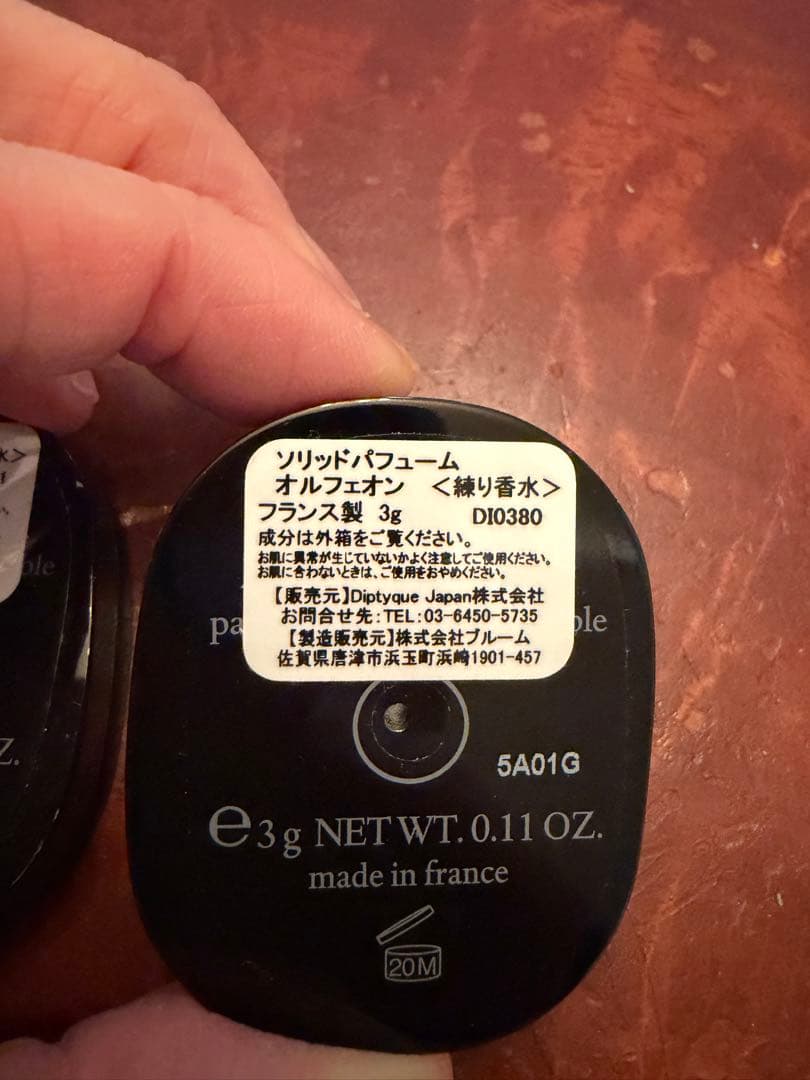 ソリッドパフューム
オルフェオン <練り香水>
フランス製 3g DI0380
成分は外箱をご覧ください。
お肌に異常が生じていないかよく注意してご使用ください。
お肌に合わないときは、ご使用をおやめください。
【販売元】Diptyque Japan株式会社
お問合せ先:TEL:03-6450-5735
【製造販売元】株式会社ブルーム
佐賀県唐津市浜玉町浜崎1901-457
5A01G
℮ 3 g NET WT. 0.11 OZ.
made in france
20M